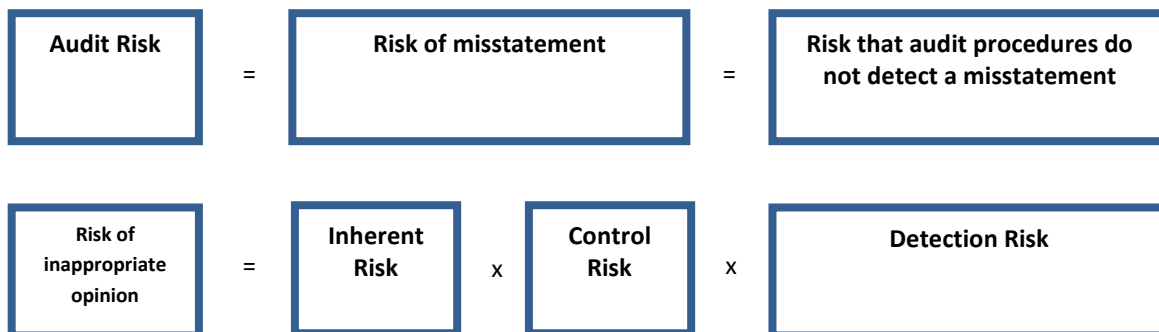 Audit Risk
=
Risk of misstatement
=
Risk that audit procedures do
not detect a misstatement
Risk of
inappropriate
opinion
=
Inherent
Risk
x
Control
Risk
x
Detection Risk